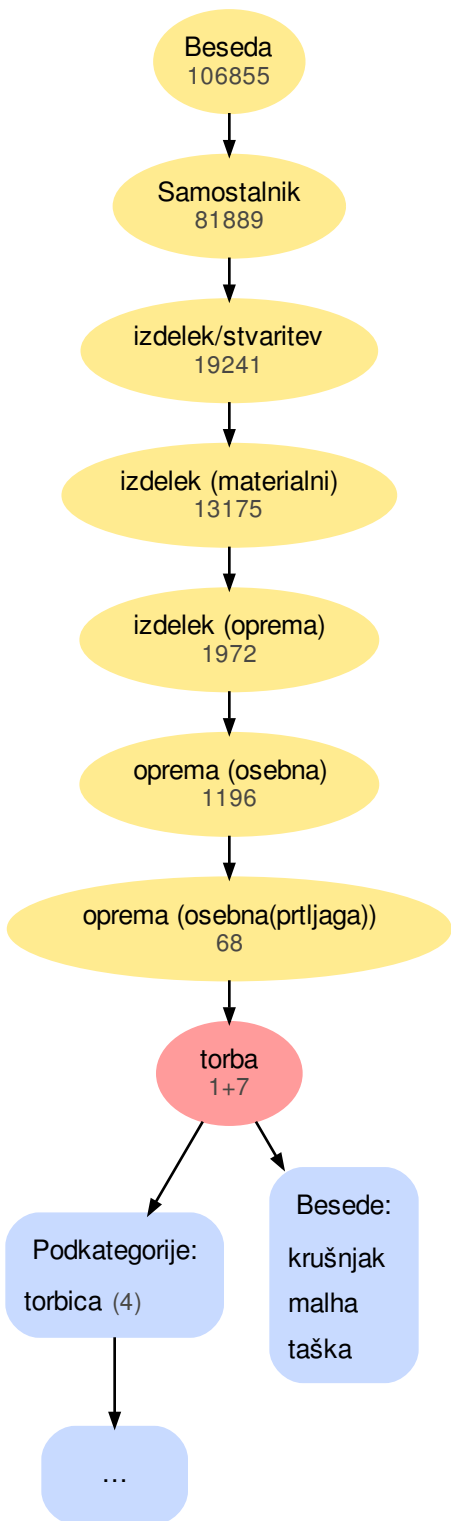 Beseda
106855
Samostalnik
81889
izdelek/stvaritev
19241
izdelek (materialni)
13175
izdelek (oprema)
1972
oprema (osebna)
1196
oprema (osebna(prtljaga))
68
torba
1+7
Podkategorije:
torbica (4)
...
Besede:
krušnjak
malha
taška